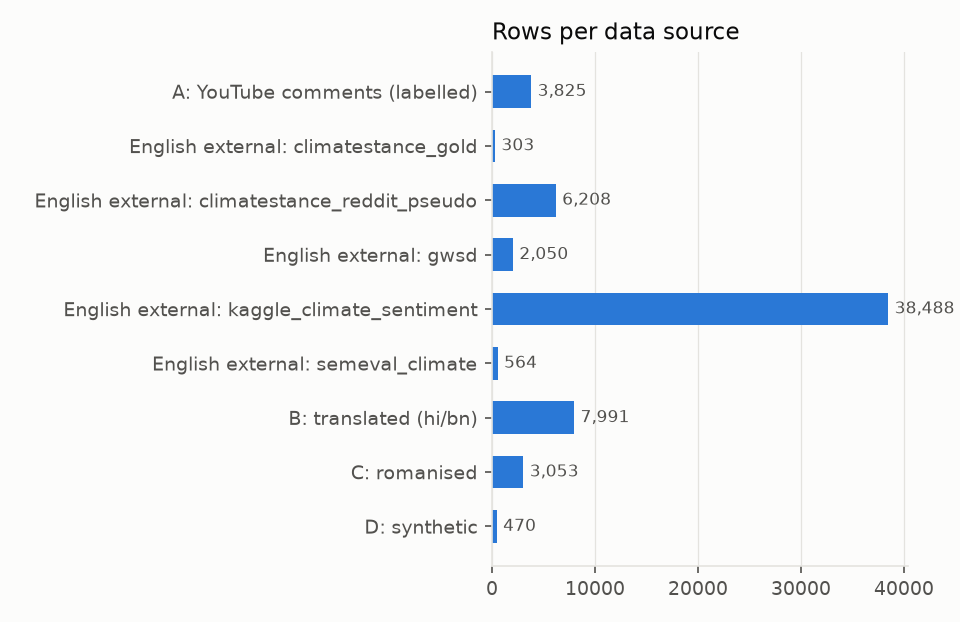 Rows per data source
A: YouTube comments (labelled) 3,825
English external: climatestance_gold 303
English external: climatestance_reddit_pseudo 6,208
English external: gwsd 2,050
English external: kaggle_climate_sentiment 38,488
English external: semeval_climate 564
B: translated (hi/bn) 7,991
C: romanised 3,053
D: synthetic 470
0 10000 20000 30000 40000